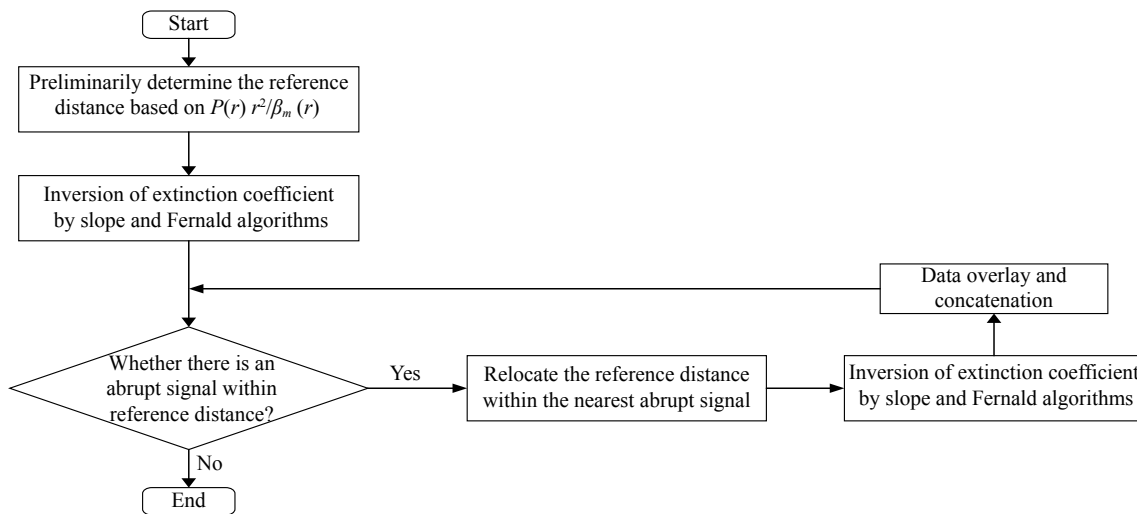 Start
Preliminarily determine the reference
distance based on P(r) r²/βₘ (r)
Inversion of extinction coefficient
by slope and Fernald algorithms
Data overlay and
concatenation
Whether there is an
abrupt signal within
reference distance?
Yes
Relocate the reference distance
within the nearest abrupt signal
Inversion of extinction coefficient
by slope and Fernald algorithms
No
End